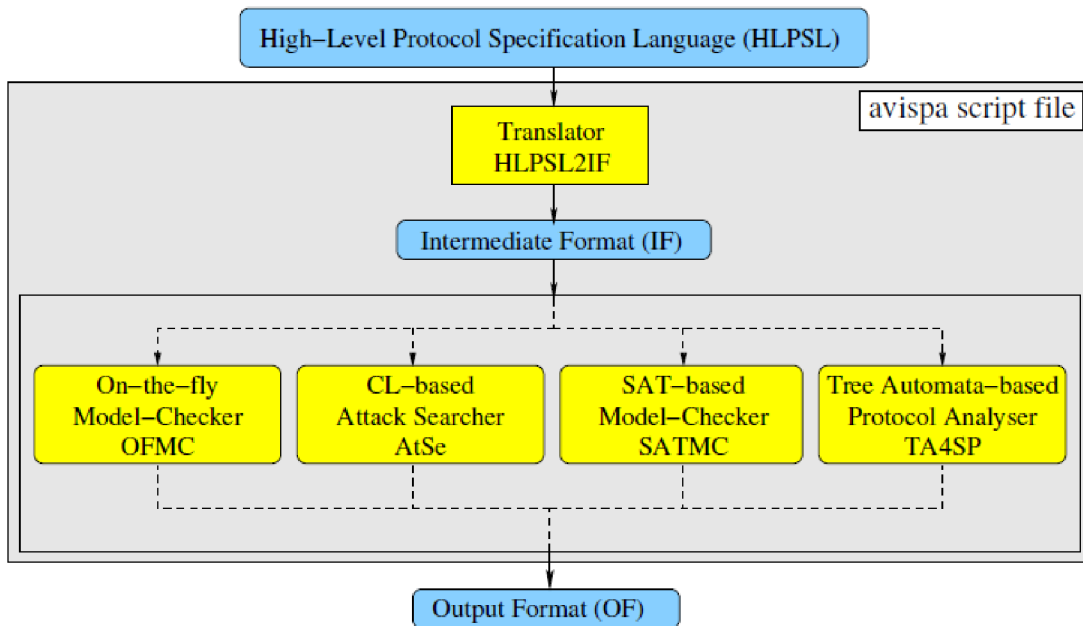 High−Level Protocol Specification Language (HLPSL)
avispa script file
Translator
HLPSL2IF
Intermediate Format (IF)
On−the−fly
Model−Checker
OFMC
CL−based
Attack Searcher
AtSe
SAT−based
Model−Checker
SATMC
Tree Automata−based
Protocol Analyser
TA4SP
Output Format (OF)